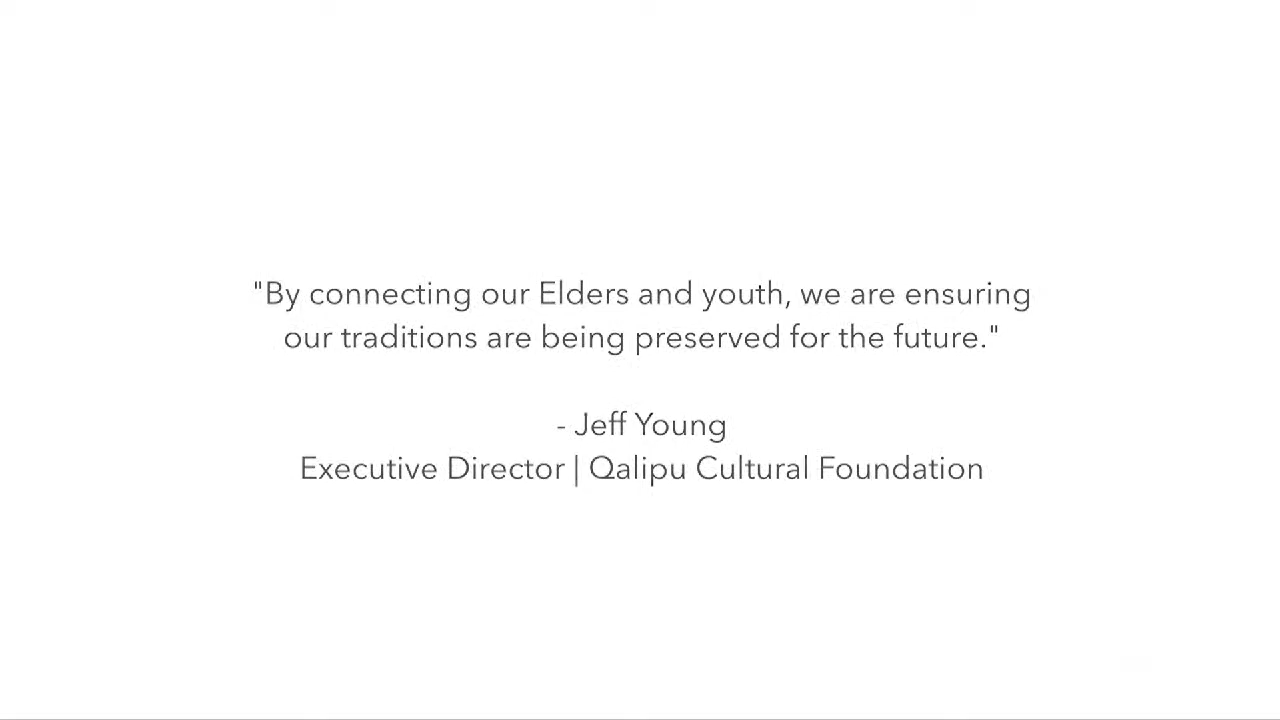 "By connecting our Elders and youth, we are ensuring
our traditions are being preserved for the future."
- Jeff Young
Executive Director | Qalipu Cultural Foundation